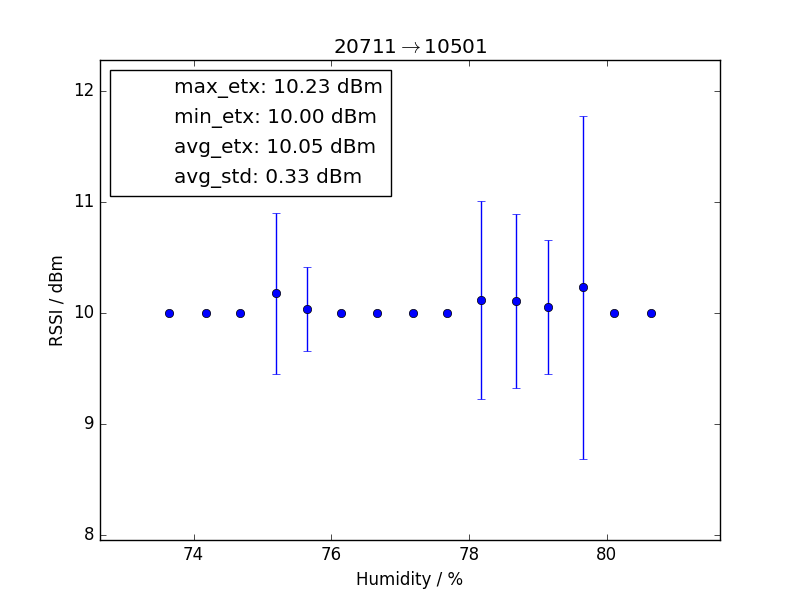 20711→10501
max_etx: 10.23 dBm
min_etx: 10.00 dBm
avg_etx: 10.05 dBm
avg_std: 0.33 dBm
RSSI / dBm
12
11
10
9
8
74 76 78 80
Humidity / %